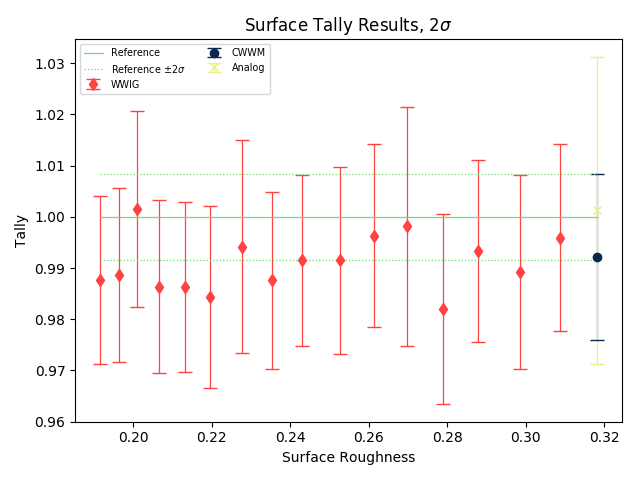 Surface Tally Results, 2σ
Reference
Reference ±2σ
WWIG
CWWM
Analog
1.03
1.02
1.01
1.00
0.99
0.98
0.97
0.96
Tally
0.20
0.22
0.24
0.26
0.28
0.30
0.32
Surface Roughness